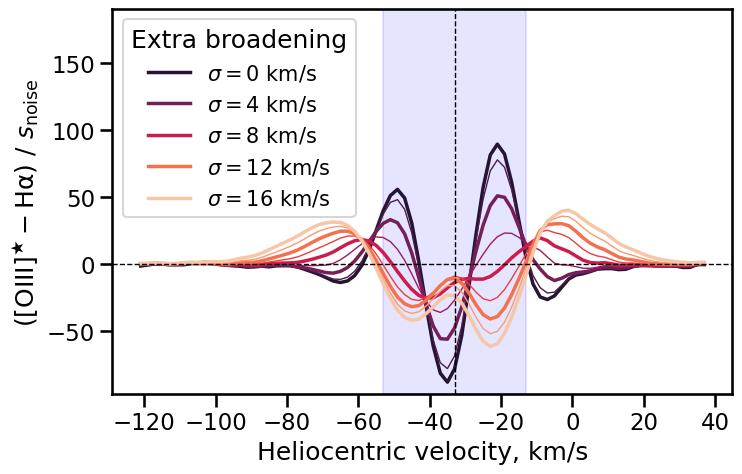 Extra broadening
σ = 0 km/s
σ = 4 km/s
σ = 8 km/s
σ = 12 km/s
σ = 16 km/s
150
100
50
0
−50
([OIII]★ − Hα) / s_noise
−120 −100 −80 −60 −40 −20 0 20 40
Heliocentric velocity, km/s